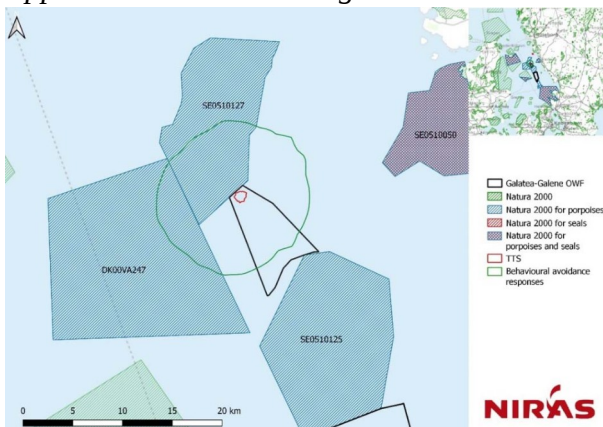 SE0510127
SE0510050
DK00VA247
SE0510125
0 5 10 15 20 km
Galatea-Galene OWF
Natura 2000
Natura 2000 for porpoises
Natura 2000 for seals
Natura 2000 for
porpoises and seals
TTS
Behavioural avoidance
responses
NIRAS